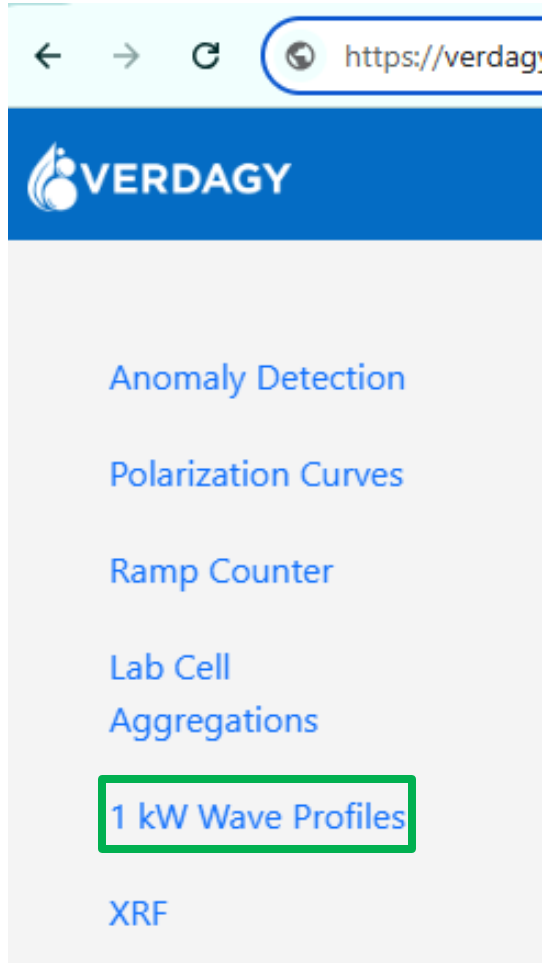 https://verdagy
VERDAGY
Anomaly Detection
Polarization Curves
Ramp Counter
Lab Cell
Aggregations
1 kW Wave Profiles
XRF